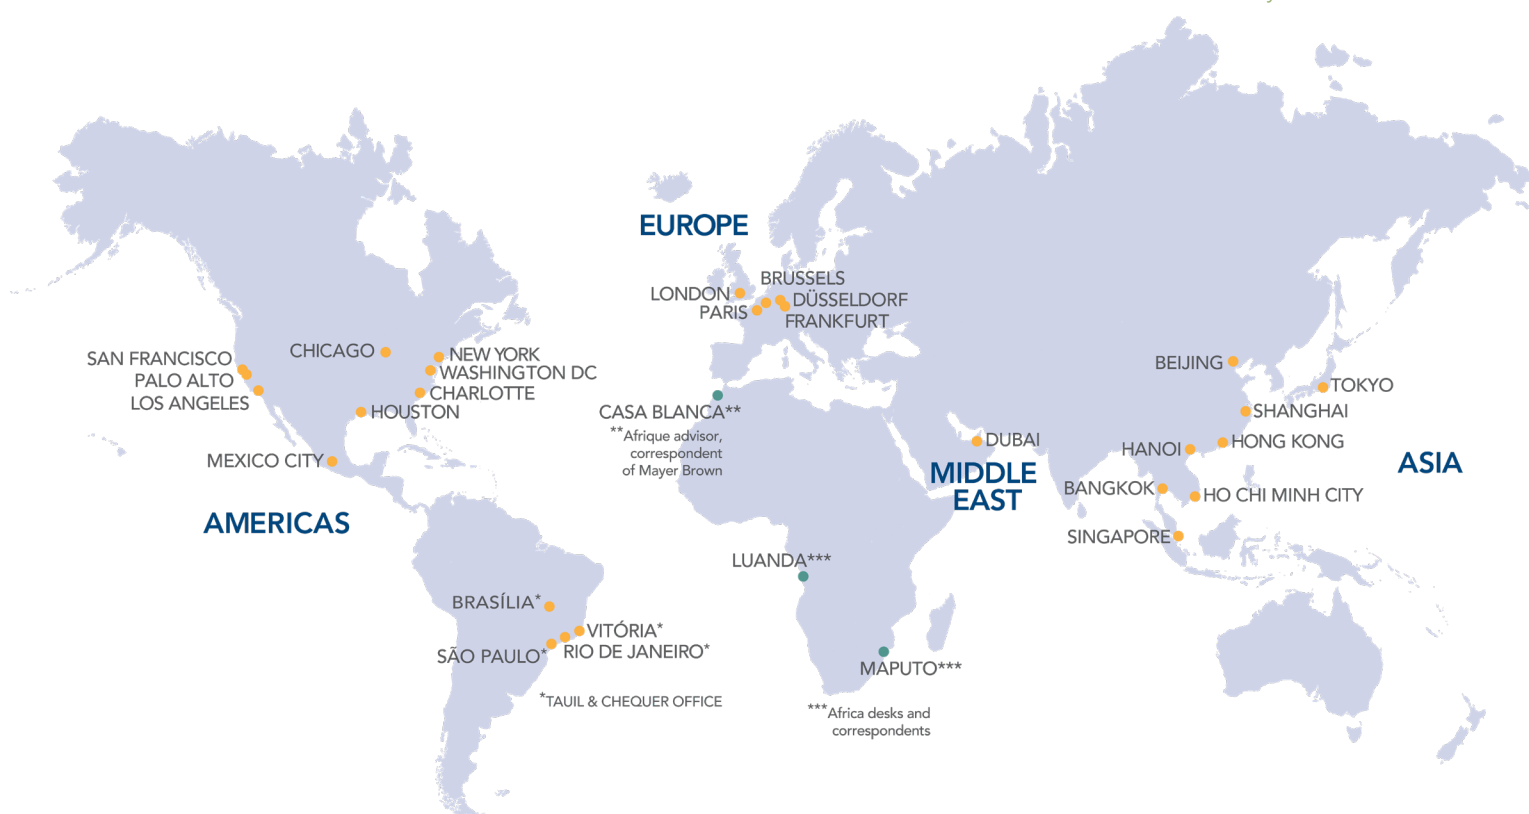 EUROPE
BRUSSELS
LONDON
DÜSSELDORF
PARIS
FRANKFURT
SAN FRANCISCO
CHICAGO
NEW YORK
PALO ALTO
WASHINGTON DC
LOS ANGELES
CHARLOTTE
HOUSTON
MEXICO CITY
AMERICAS
CASA BLANCA**
**Afrique advisor,
correspondent
of Mayer Brown
DUBAI
MIDDLE
EAST
BEIJING
TOKYO
SHANGHAI
HANOI
HONG KONG
ASIA
BANGKOK
HO CHI MINH CITY
SINGAPORE
LUANDA***
BRASÍLIA*
VITÓRIA*
SÃO PAULO*
RIO DE JANEIRO*
*TAUIL & CHEQUER OFFICE
MAPUTO***
***Africa desks and
correspondents